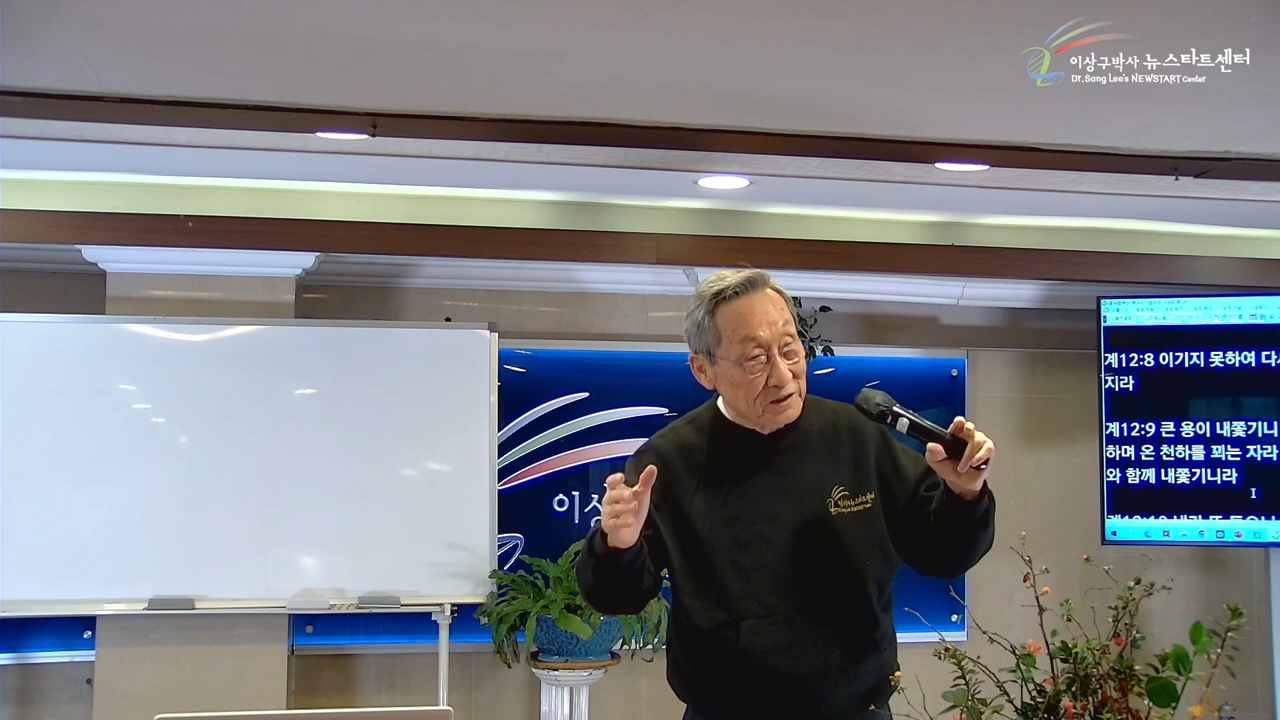 이상구박사 뉴스타트센터
Dr. Sang Lee's NEWSTART Center
계12:8 이기지 못하여 다시
지라
계12:9 큰 용이 내쫓기니
하며 온 천하를 꾀는 자라
와 함께 내쫓기니라
이상